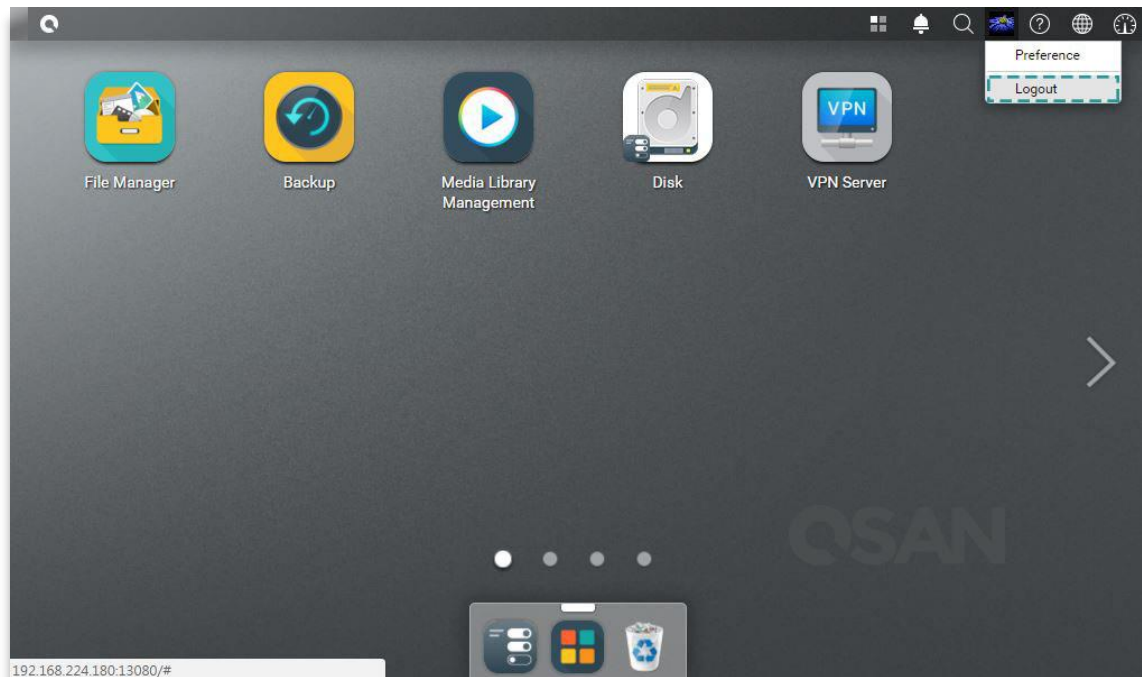 Preference
Logout
VPN
File Manager
Backup
Media Library
Management
Disk
VPN Server
QSAN
192.168.224.180:13080/#